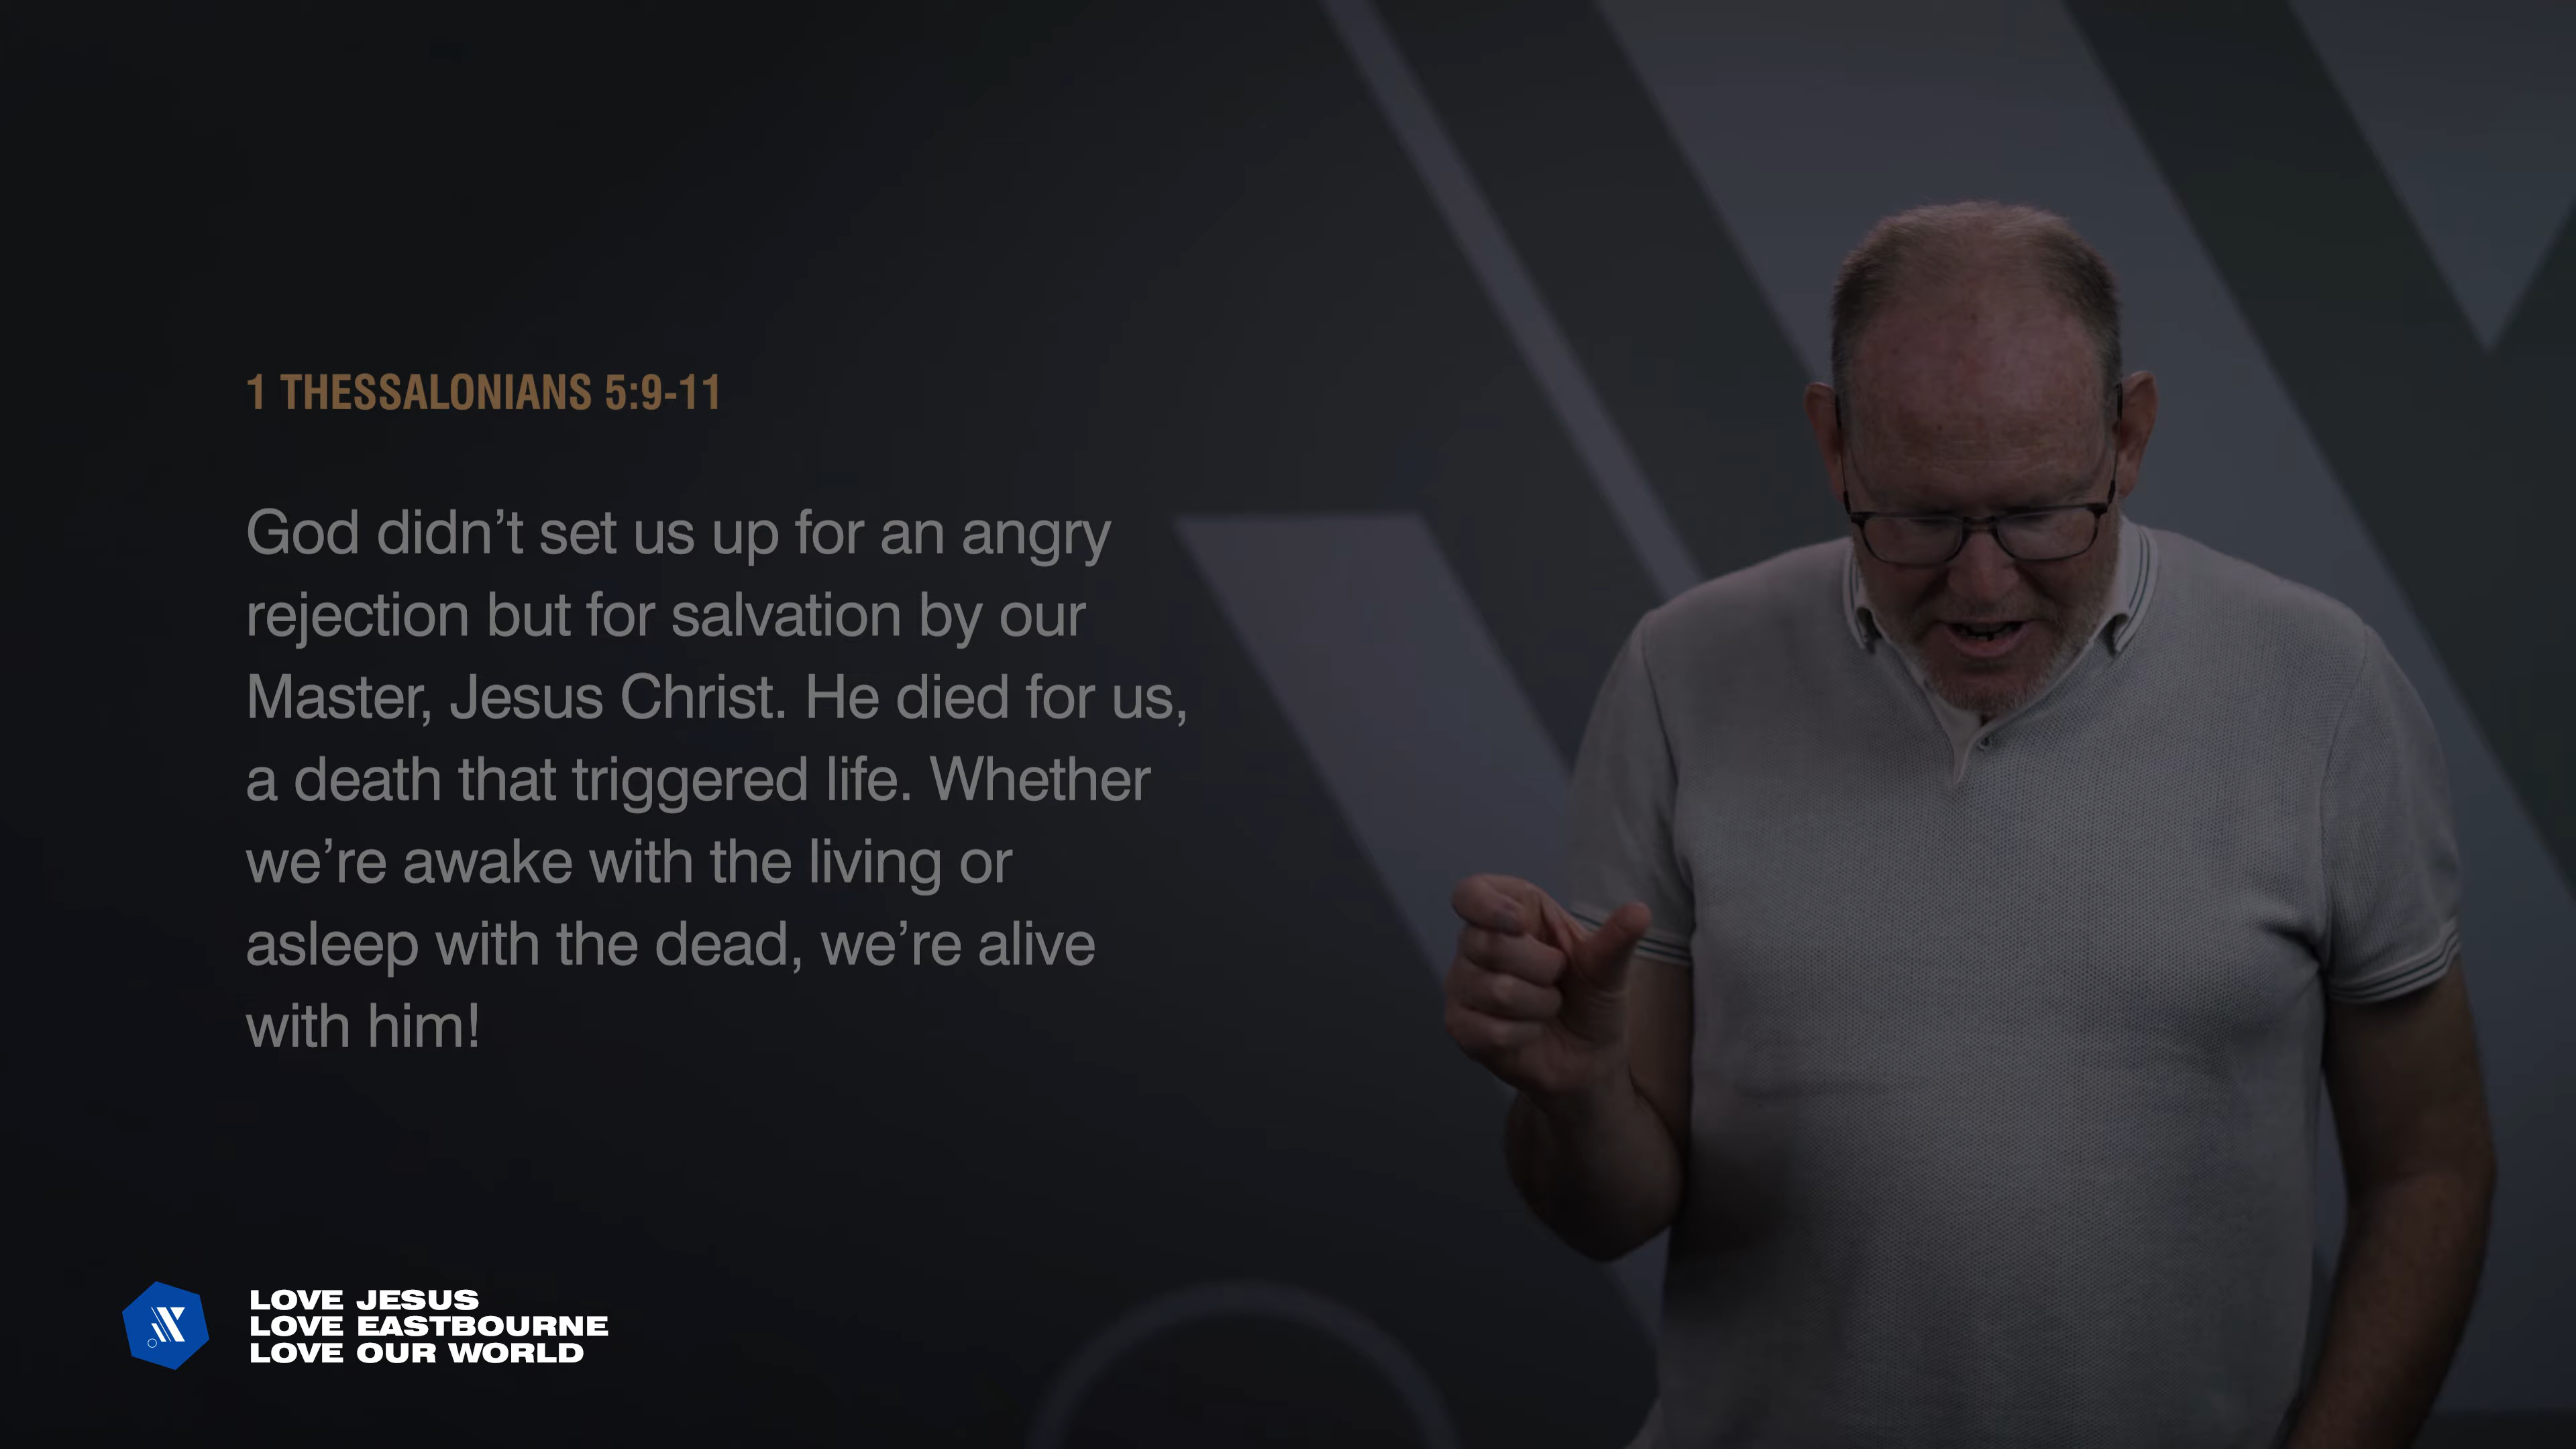 1 THESSALONIANS 5:9-11
God didn’t set us up for an angry
rejection but for salvation by our
Master, Jesus Christ. He died for us,
a death that triggered life. Whether
we’re awake with the living or
asleep with the dead, we’re alive
with him!
LOVE JESUS
LOVE EASTBOURNE
LOVE OUR WORLD